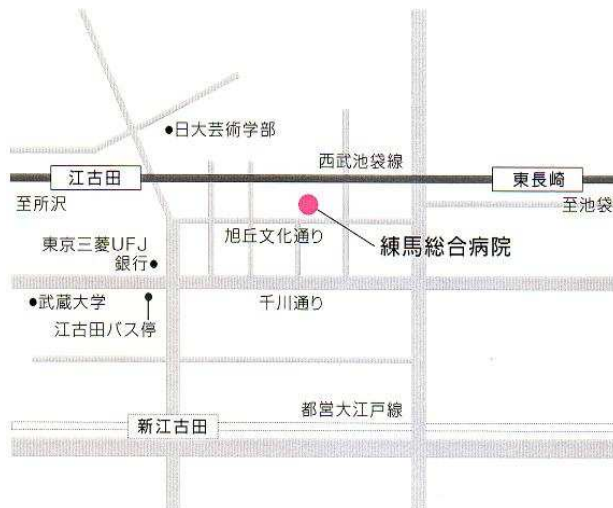 ●日大芸術学部
西武池袋線
江古田
東長崎
至所沢
至池袋
旭丘文化通り
練馬総合病院
東京三菱UFJ
銀行●
●武蔵大学
江古田バス停
千川通り
都営大江戸線
新江古田